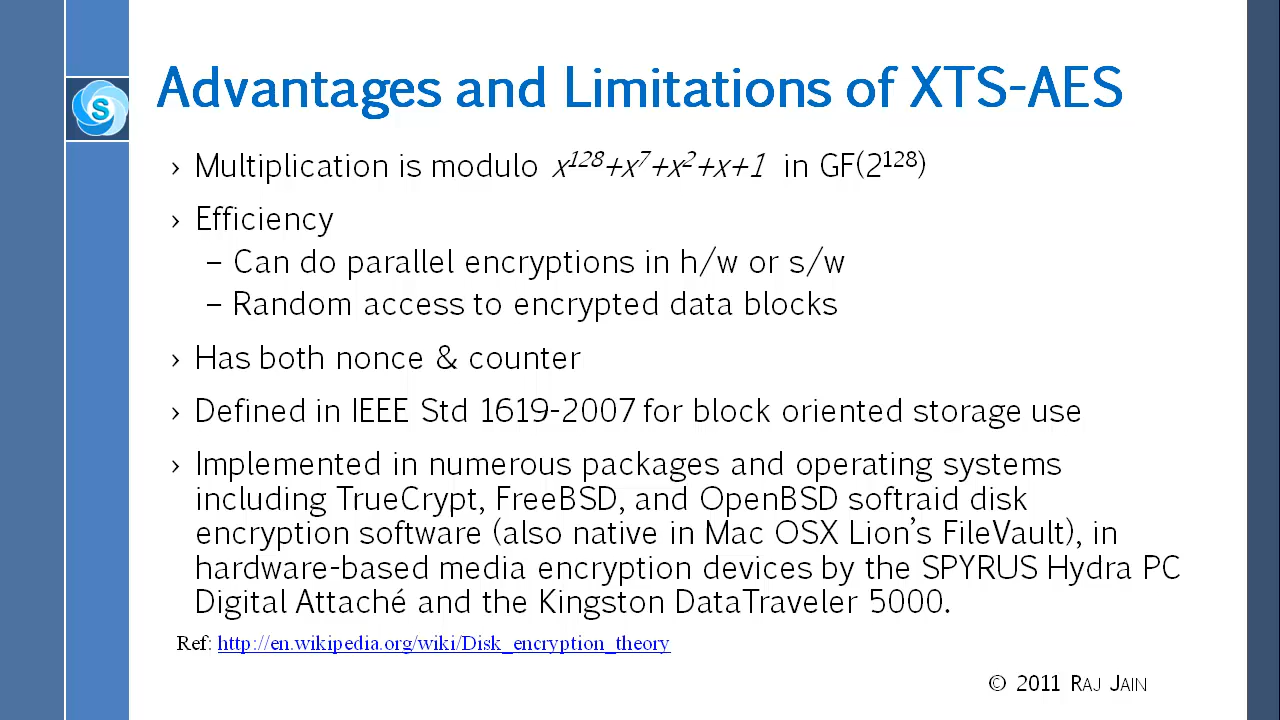 S
Advantages and Limitations of XTS-AES
› Multiplication is modulo x¹²⁸+x⁷+x²+x+1 in GF(2¹²⁸)
› Efficiency
– Can do parallel encryptions in h/w or s/w
– Random access to encrypted data blocks
› Has both nonce & counter
› Defined in IEEE Std 1619-2007 for block oriented storage use
› Implemented in numerous packages and operating systems
including TrueCrypt, FreeBSD, and OpenBSD softraid disk
encryption software (also native in Mac OSX Lion’s FileVault), in
hardware-based media encryption devices by the SPYRUS Hydra PC
Digital Attaché and the Kingston DataTraveler 5000.
Ref: http://en.wikipedia.org/wiki/Disk_encryption_theory
© 2011 Raj Jain